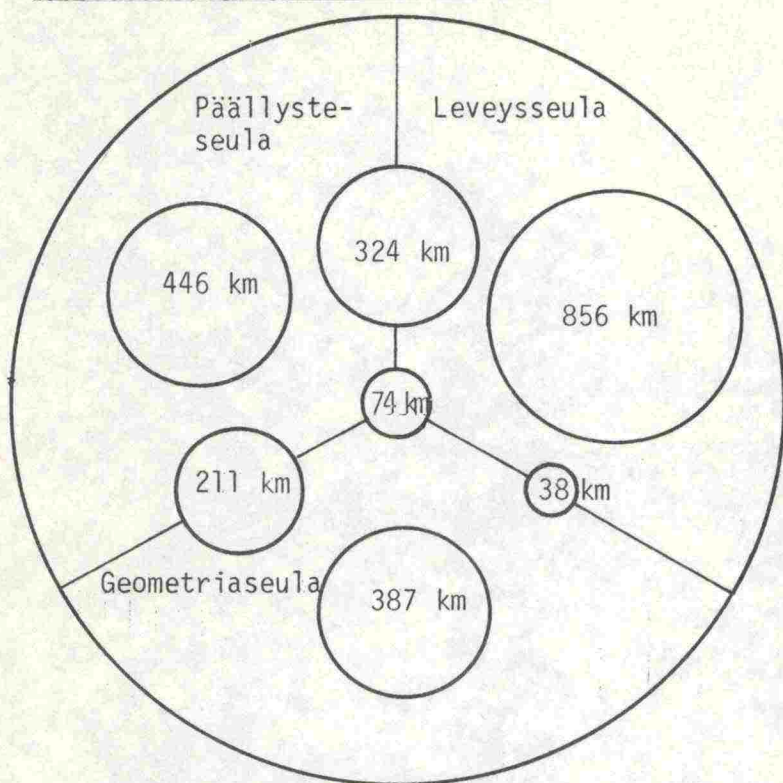 Päällyste-
seula
Leveysseula
324 km
446 km
856 km
74 km
211 km
38 km
Geometriaseula
387 km